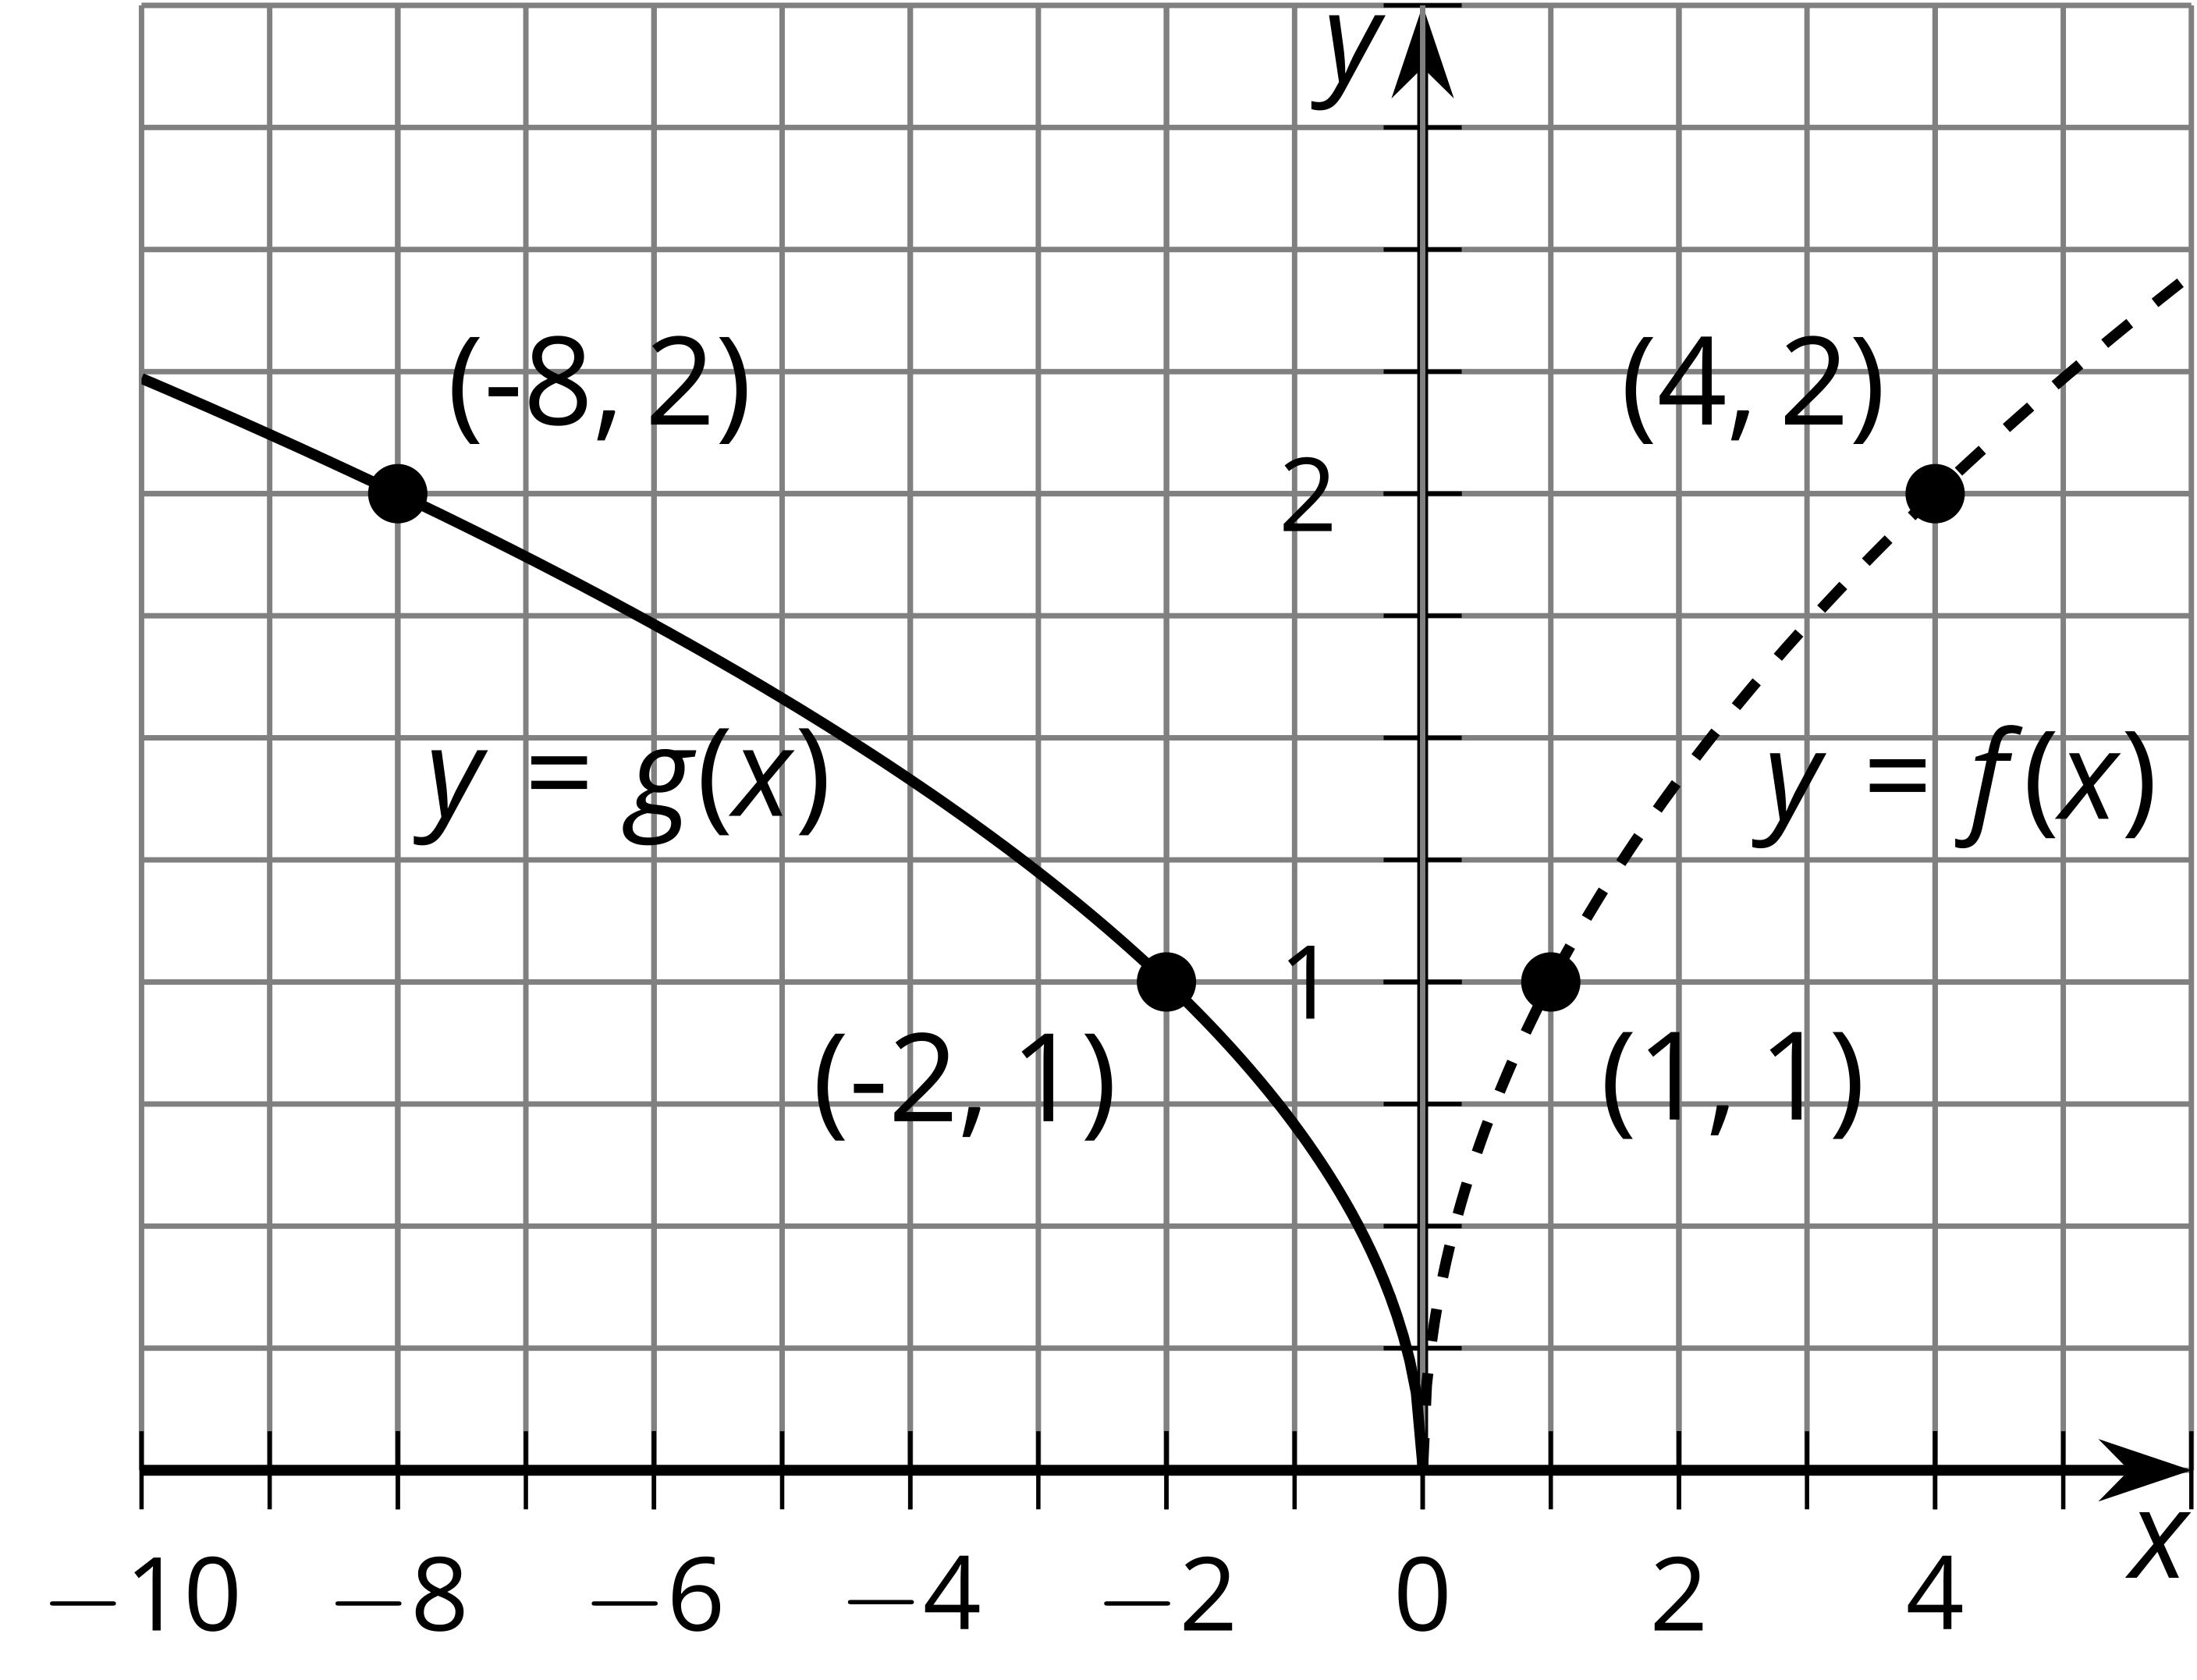 y
(-8, 2)
(4, 2)
2
y = g(x)
y = f(x)
1
(-2, 1)
(1, 1)
x
−10 −8 −6 −4 −2 0 2 4